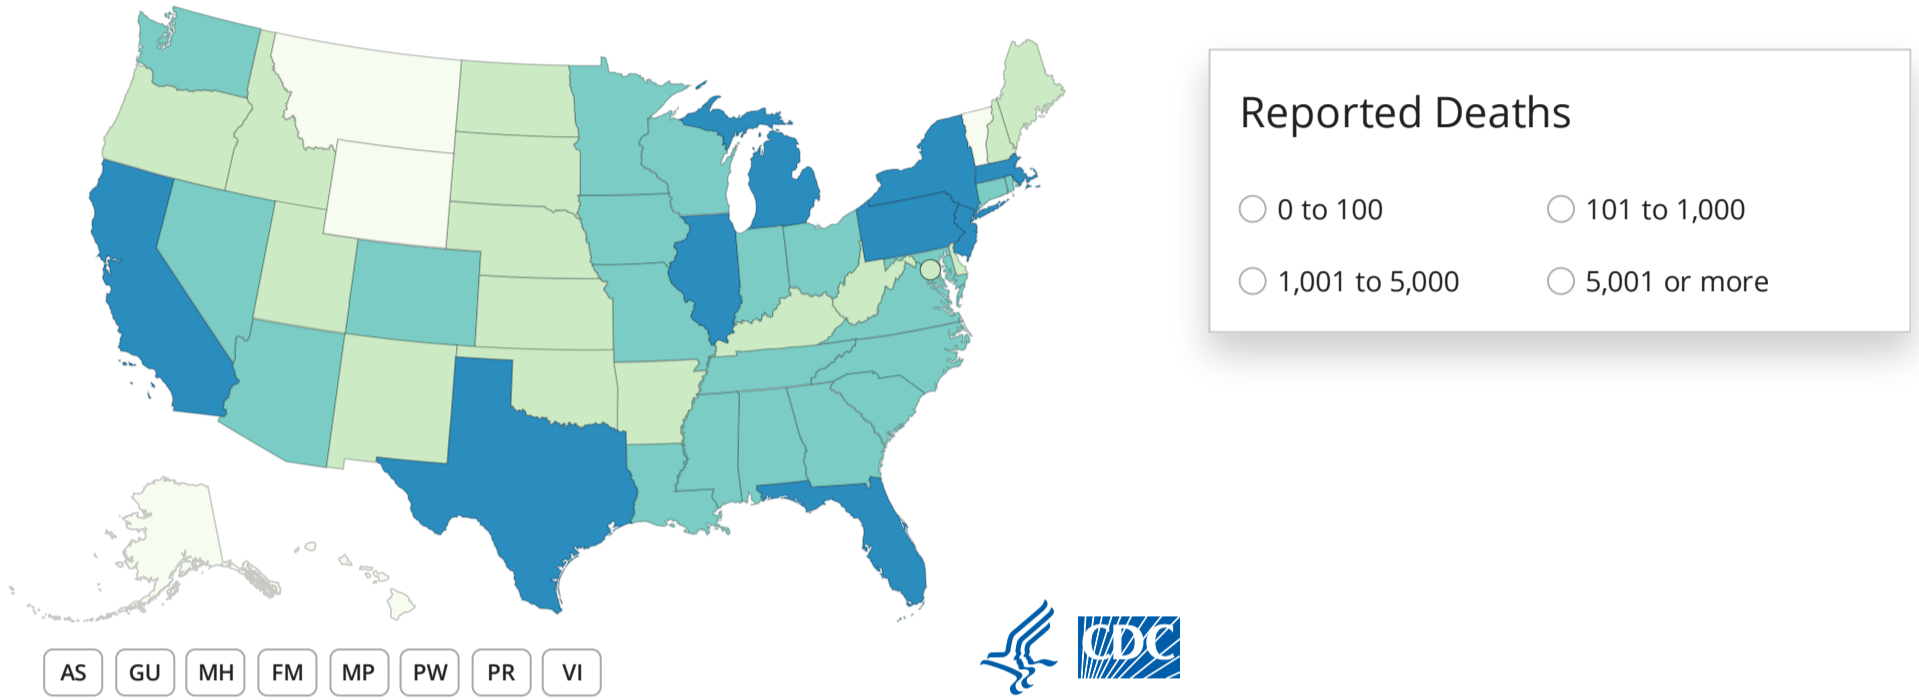 Reported Deaths
0 to 100
101 to 1,000
1,001 to 5,000
5,001 or more
CDC
AS
GU
MH
FM
MP
PW
PR
VI